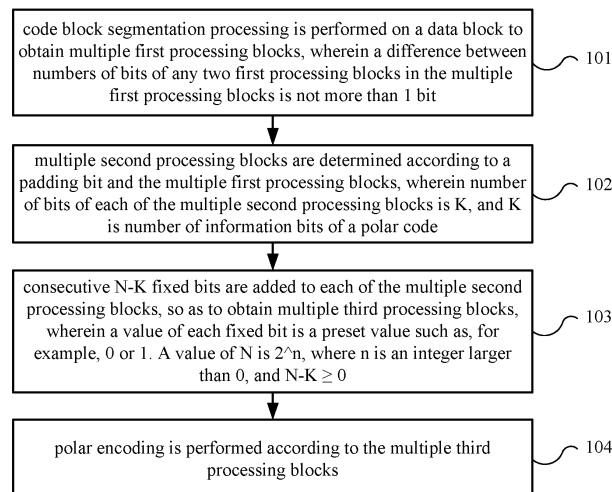 code block segmentation processing is performed on a data block to
obtain multiple first processing blocks, wherein a difference between
numbers of bits of any two first processing blocks in the multiple
first processing blocks is not more than 1 bit
101
multiple second processing blocks are determined according to a
padding bit and the multiple first processing blocks, wherein number
of bits of each of the multiple second processing blocks is K, and K
is number of information bits of a polar code
102
consecutive N-K fixed bits are added to each of the multiple second
processing blocks, so as to obtain multiple third processing blocks,
wherein a value of each fixed bit is a preset value such as, for
example, 0 or 1. A value of N is 2^n, where n is an integer larger
than 0, and N-K ≥ 0
103
polar encoding is performed according to the multiple third
processing blocks
104